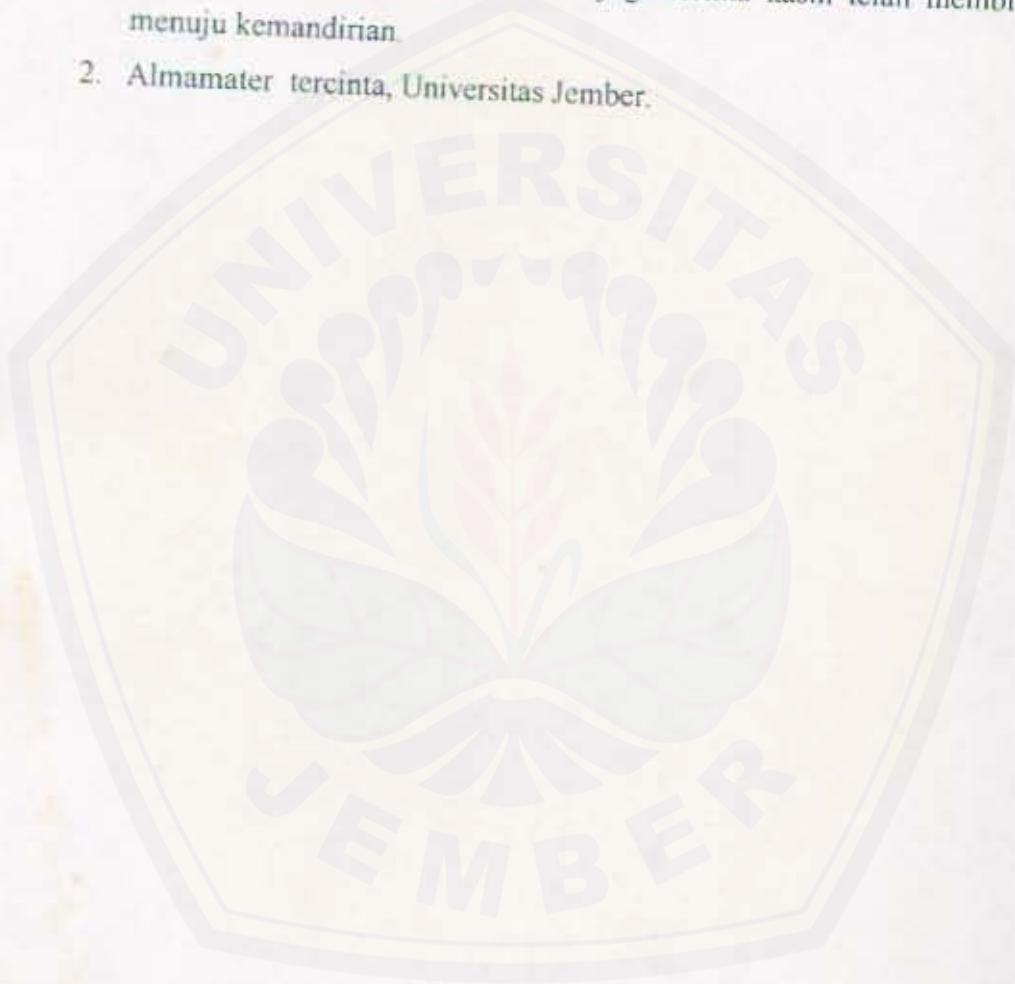 menuju kemandirian.
2. Almamater tercinta, Universitas Jember.
UNIVERSITAS
JEMBER